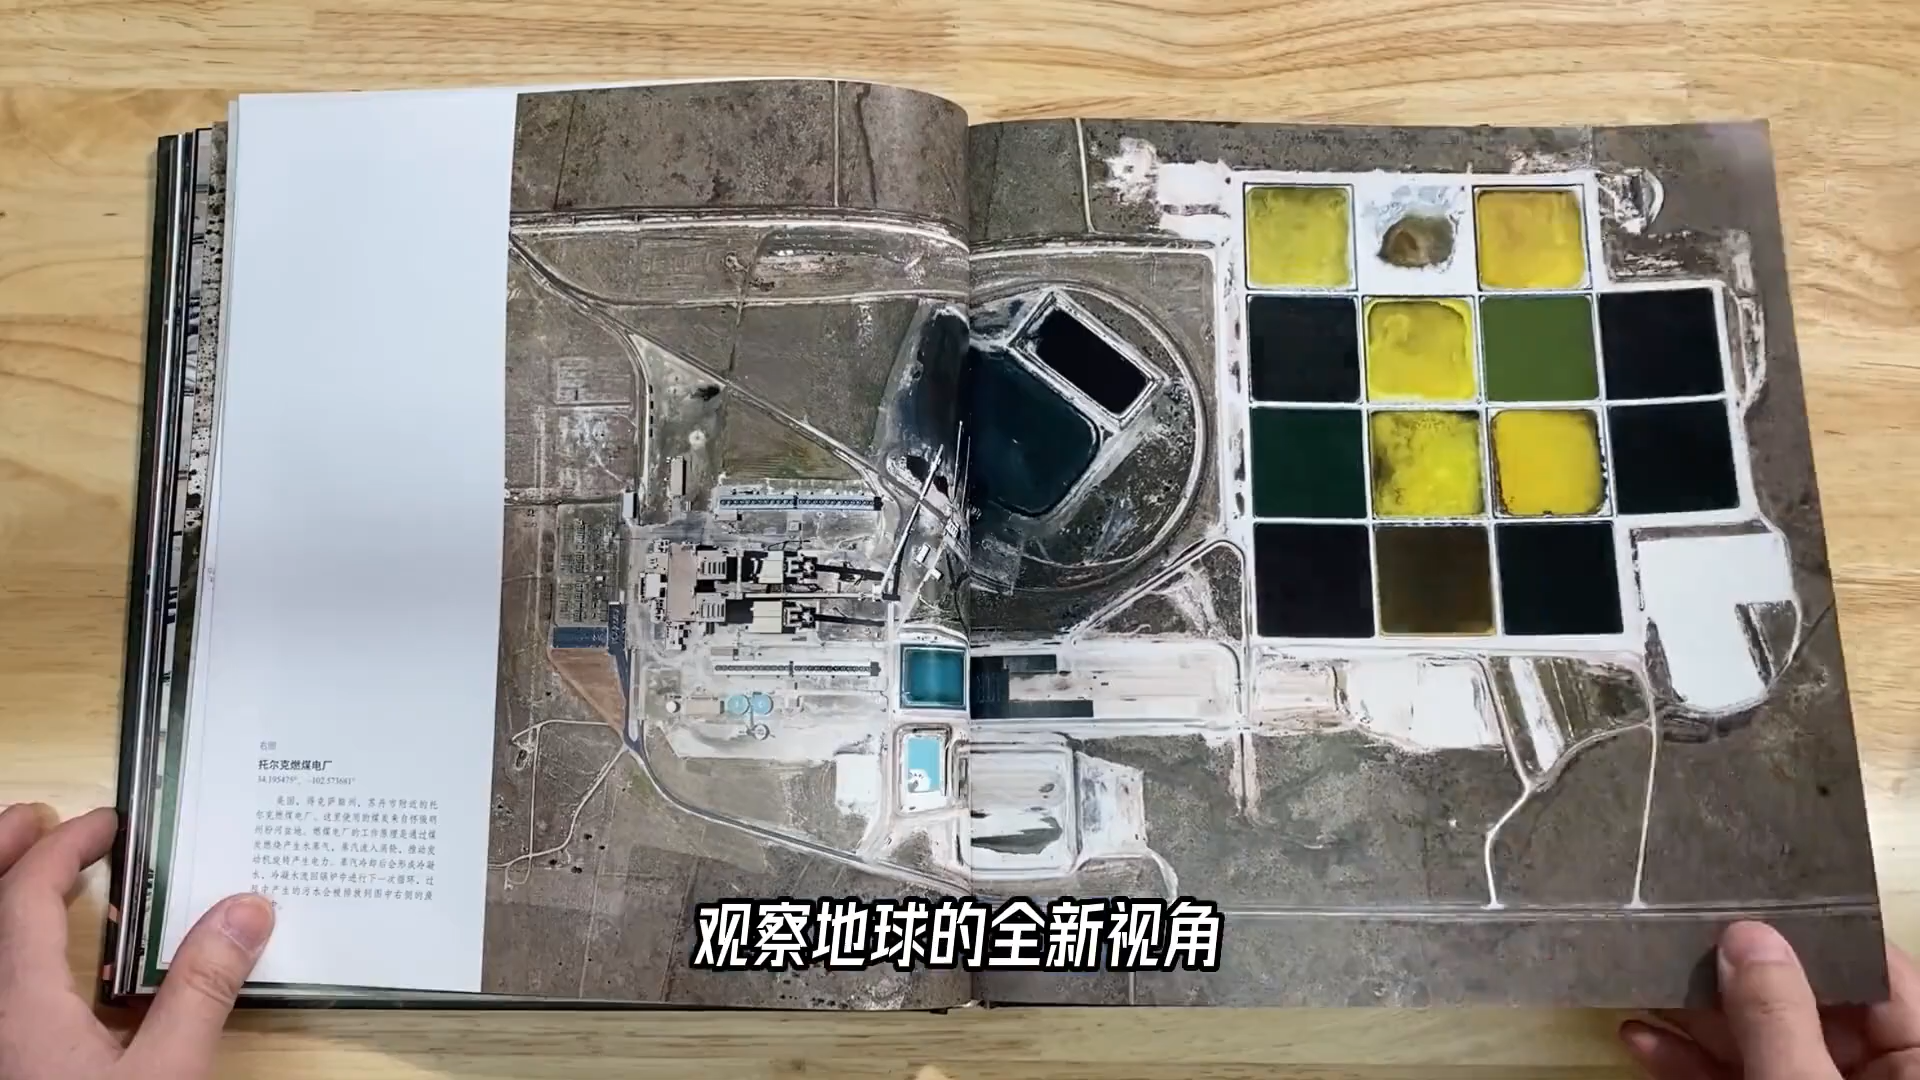 右图
托尔克燃煤电厂
34.195475°, -102.573681°
美国，得克萨斯州，苏丹市附近的托
尔克燃煤电厂。这里使用的煤炭来自怀俄明
州粉河盆地。燃煤电厂的工作原理是通过煤
炭燃烧产生水蒸气，蒸汽流入涡轮，推动发
动机旋转产生电力。蒸汽冷却后会形成冷凝
水，冷凝水流回锅炉中进行下一次循环，过
程中产生的污水会被排放到图中右侧的废
中。
观察地球的全新视角